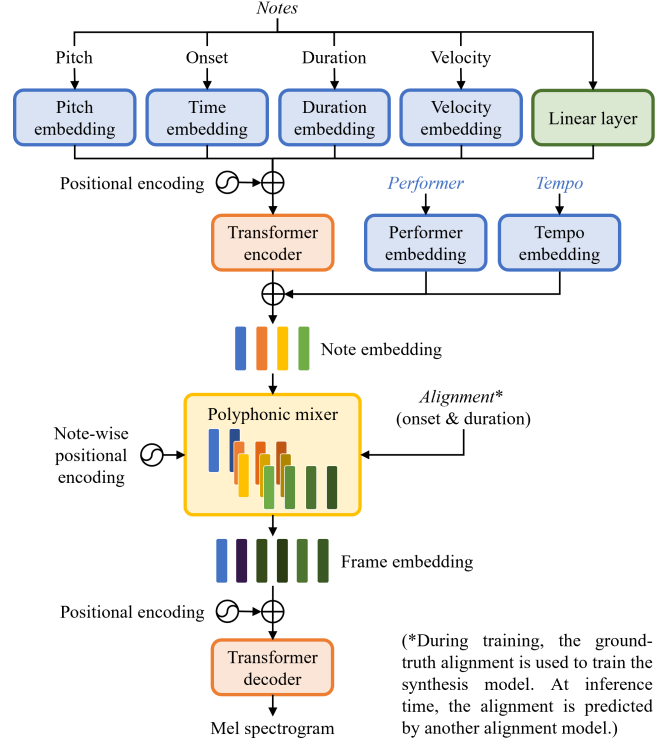 Notes
Pitch
Onset
Duration
Velocity
Pitch
embedding
Time
embedding
Duration
embedding
Velocity
embedding
Linear layer
Positional encoding
Performer
Tempo
Transformer
encoder
Performer
embedding
Tempo
embedding
Note embedding
Polyphonic mixer
Alignment*
(onset & duration)
Note-wise
positional
encoding
Frame embedding
Positional encoding
Transformer
decoder
Mel spectrogram
(*During training, the ground-
truth alignment is used to train the
synthesis model. At inference
time, the alignment is predicted
by another alignment model.)